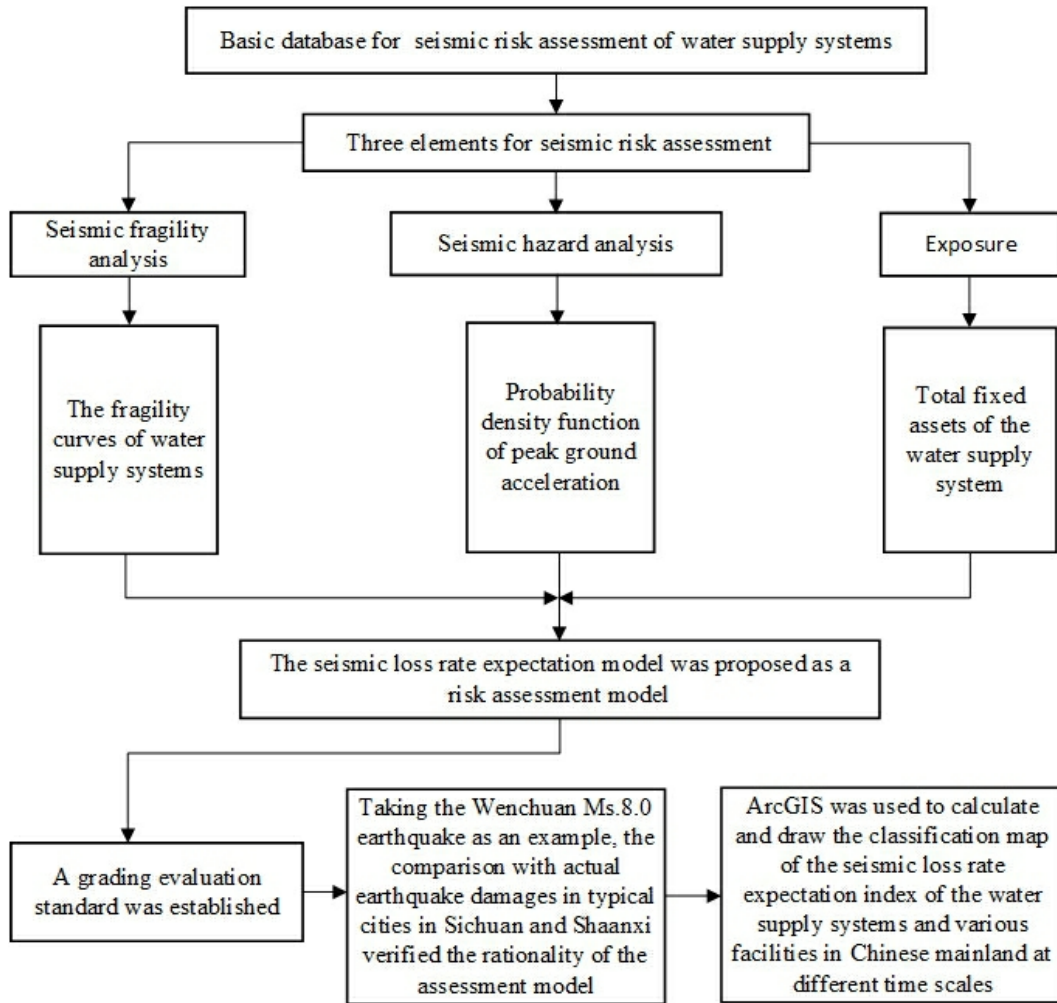 Basic database for seismic risk assessment of water supply systems
Three elements for seismic risk assessment
Seismic fragility
analysis
Seismic hazard analysis
Exposure
The fragility
curves of water
supply systems
Probability
density function
of peak ground
acceleration
Total fixed
assets of the
water supply
system
The seismic loss rate expectation model was proposed as a
risk assessment model
A grading evaluation
standard was established
Taking the Wenchuan Ms.8.0
earthquake as an example, the
comparison with actual
earthquake damages in typical
cities in Sichuan and Shaanxi
verified the rationality of the
assessment model
ArcGIS was used to calculate
and draw the classification map
of the seismic loss rate
expectation index of the water
supply systems and various
facilities in Chinese mainland at
different time scales